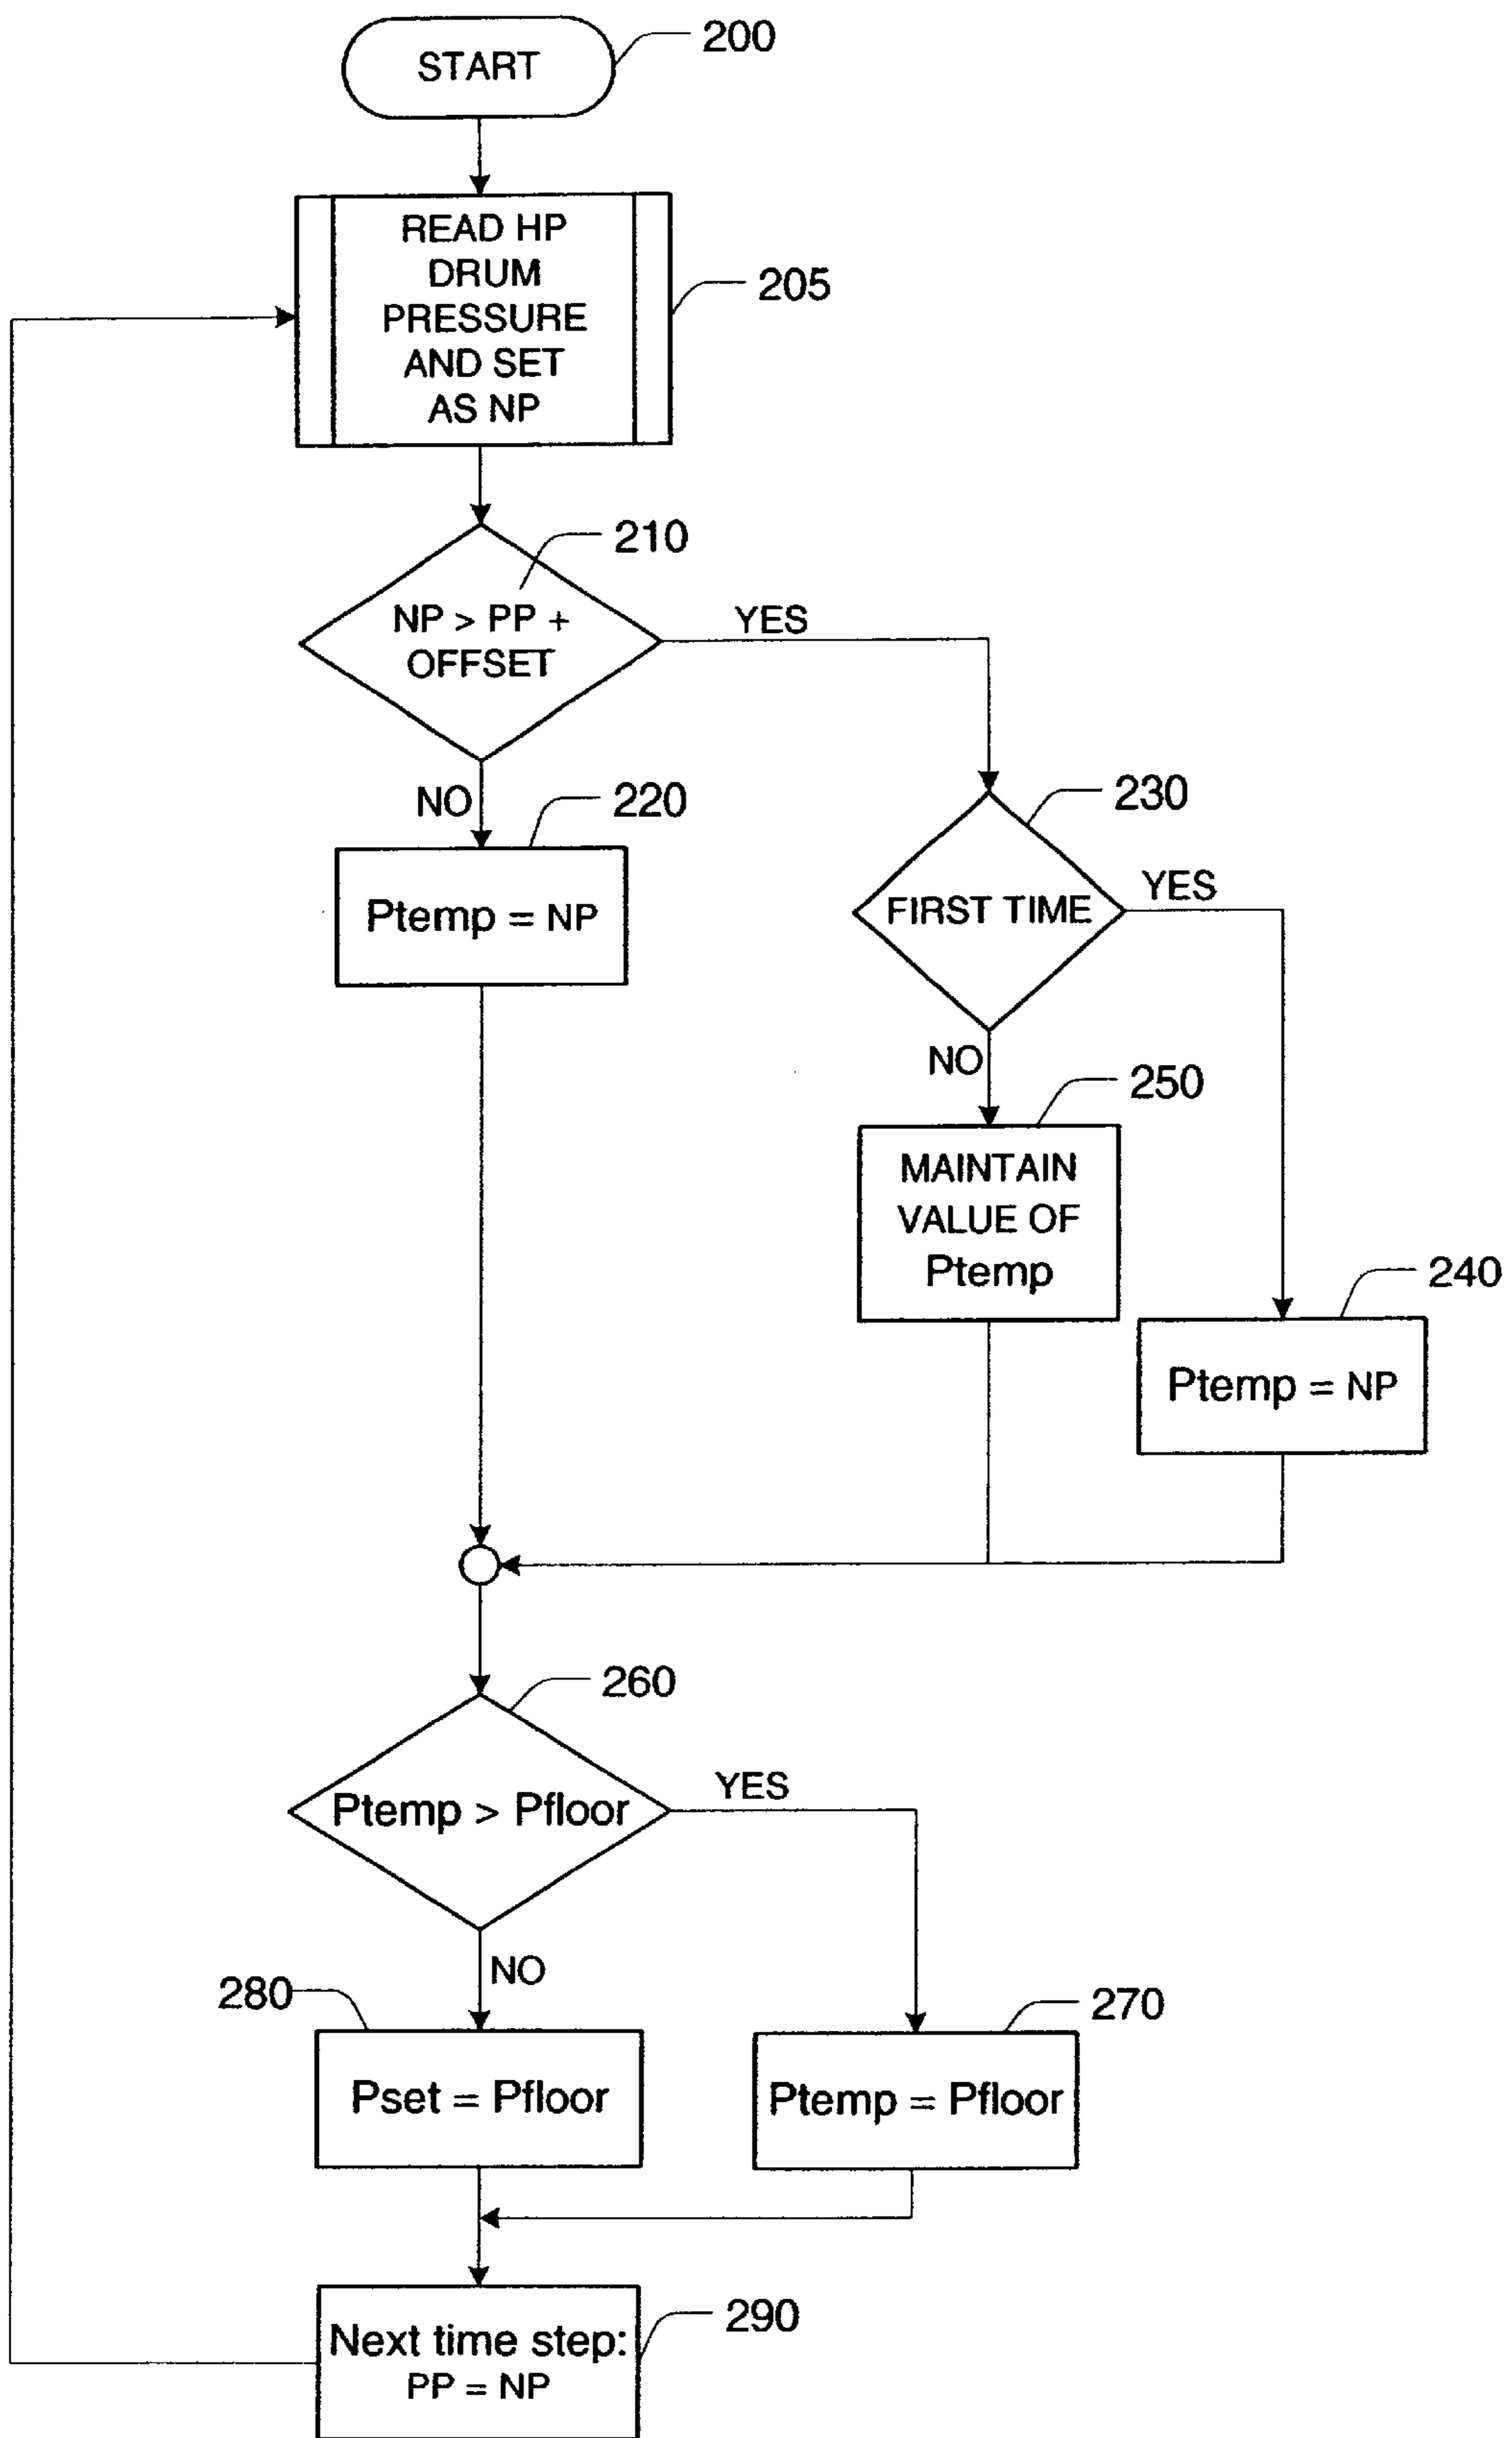 START
200
READ HP
DRUM
PRESSURE
AND SET
AS NP
205
210
NP > PP +
OFFSET
YES
NO
220
Ptemp = NP
230
FIRST TIME
YES
NO
250
MAINTAIN
VALUE OF
Ptemp
240
Ptemp = NP
260
Ptemp > Pfloor
YES
NO
280
Pset = Pfloor
270
Ptemp = Pfloor
Next time step:
PP = NP
290